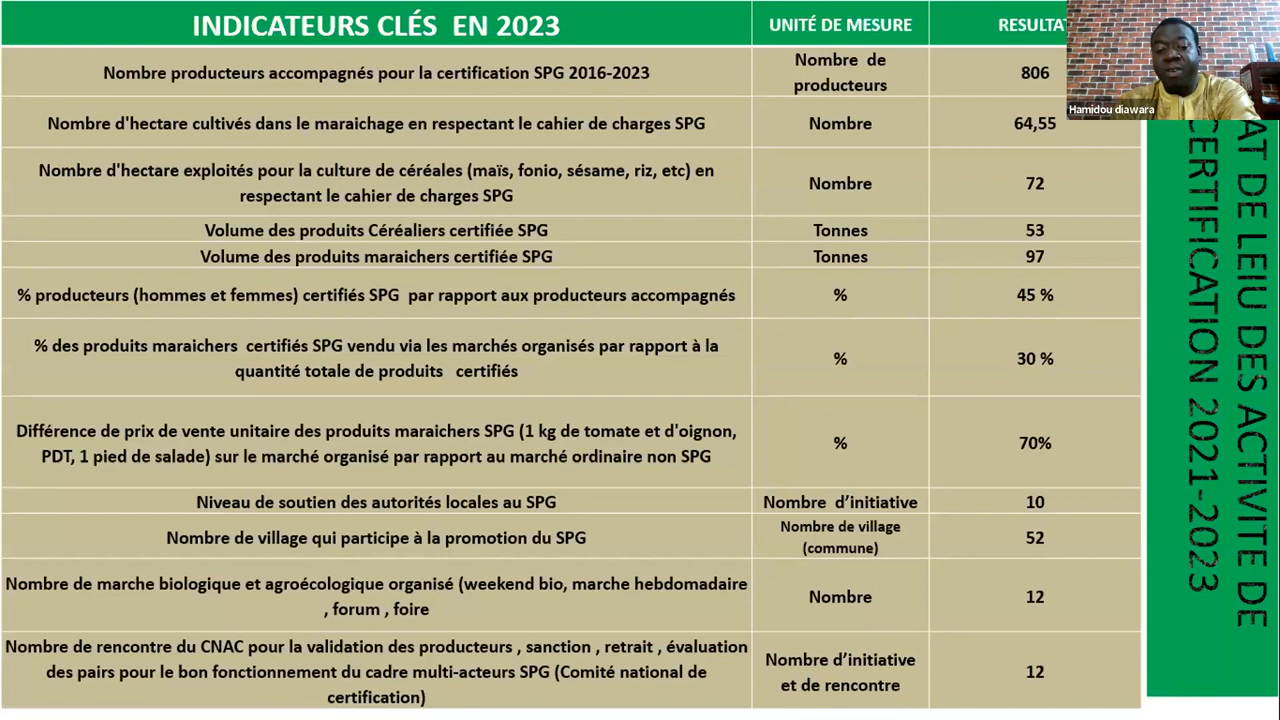 INDICATEURS CLÉS EN 2023
UNITÉ DE MESURE
RESULTAT
Hamidou diawara
Nombre producteurs accompagnés pour la certification SPG 2016-2023
Nombre de
producteurs
806
Nombre d'hectare cultivés dans le maraichage en respectant le cahier de charges SPG
Nombre
64,55
Nombre d'hectare exploités pour la culture de céréales (maïs, fonio, sésame, riz, etc) en
respectant le cahier de charges SPG
Nombre
72
Volume des produits Céréaliers certifiée SPG
Tonnes
53
Volume des produits maraichers certifiée SPG
Tonnes
97
% producteurs (hommes et femmes) certifiés SPG par rapport aux producteurs accompagnés
%
45 %
% des produits maraichers certifiés SPG vendu via les marchés organisés par rapport à la
quantité totale de produits certifiés
%
30 %
Différence de prix de vente unitaire des produits maraichers SPG (1 kg de tomate et d'oignon,
PDT, 1 pied de salade) sur le marché organisé par rapport au marché ordinaire non SPG
%
70%
Niveau de soutien des autorités locales au SPG
Nombre d’initiative
10
Nombre de village qui participe à la promotion du SPG
Nombre de village
(commune)
52
Nombre de marche biologique et agroécologique organisé (weekend bio, marche hebdomadaire
, forum , foire
Nombre
12
Nombre de rencontre du CNAC pour la validation des producteurs , sanction , retrait , évaluation
des pairs pour le bon fonctionnement du cadre multi-acteurs SPG (Comité national de
certification)
Nombre d’initiative
et de rencontre
12
AT DE LEIU DES ACTIVITE DE
CERTIFICATION 2021-2023